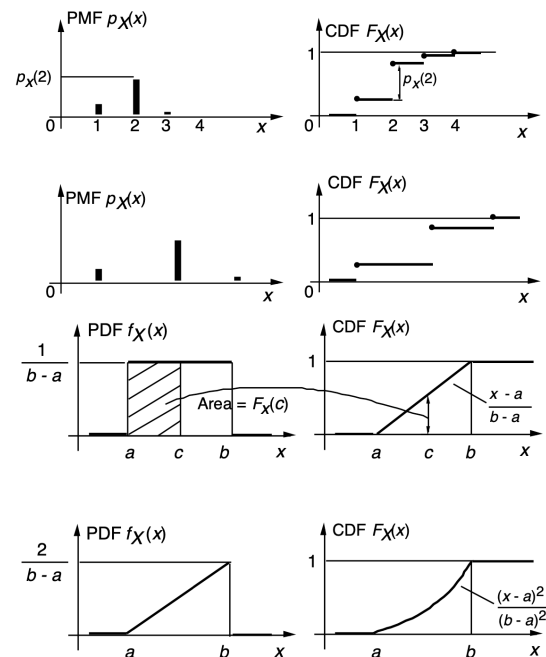 PMF p_X(x)
p_X(2)
0 1 2 3 4 x
CDF F_X(x)
1
p_X(2)
0 1 2 3 4 x
PMF p_X(x)
0 x
CDF F_X(x)
1
0 x
PDF f_X(x)
1
b - a
Area = F_X(c)
a c b x
CDF F_X(x)
1
x - a
b - a
a c b x
PDF f_X(x)
2
b - a
a b x
CDF F_X(x)
1
(x - a)²
(b - a)²
a b x